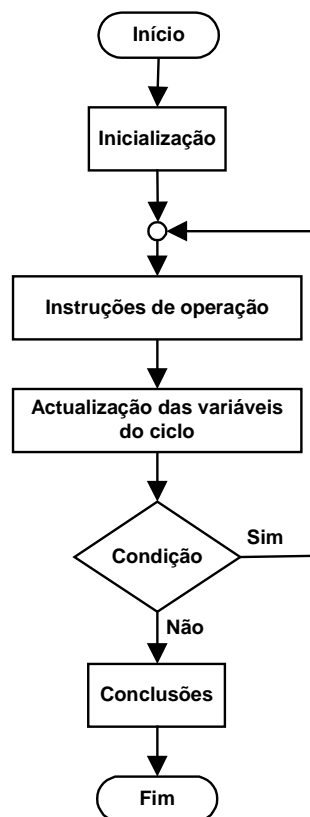 Início
Inicialização
Instruções de operação
Actualização das variáveis
do ciclo
Condição
Sim
Não
Conclusões
Fim